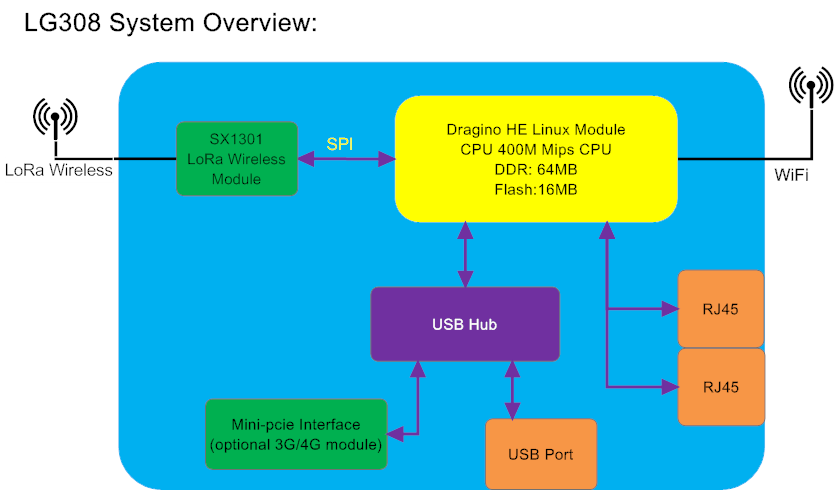 LG308 System Overview:
SX1301
LoRa Wireless
Module
SPI
Dragino HE Linux Module
CPU 400M Mips CPU
DDR: 64MB
Flash:16MB
LoRa Wireless
WiFi
USB Hub
RJ45
RJ45
Mini-pcie Interface
(optional 3G/4G module)
USB Port